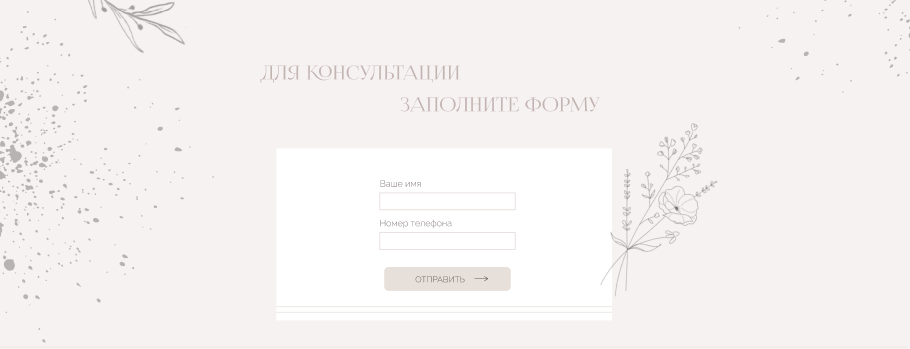 ДЛЯ КОНСУЛЬТАЦИИ
ЗАПОЛНИТЕ ФОРМУ
Ваше имя
Номер телефона
ОТПРАВИТЬ